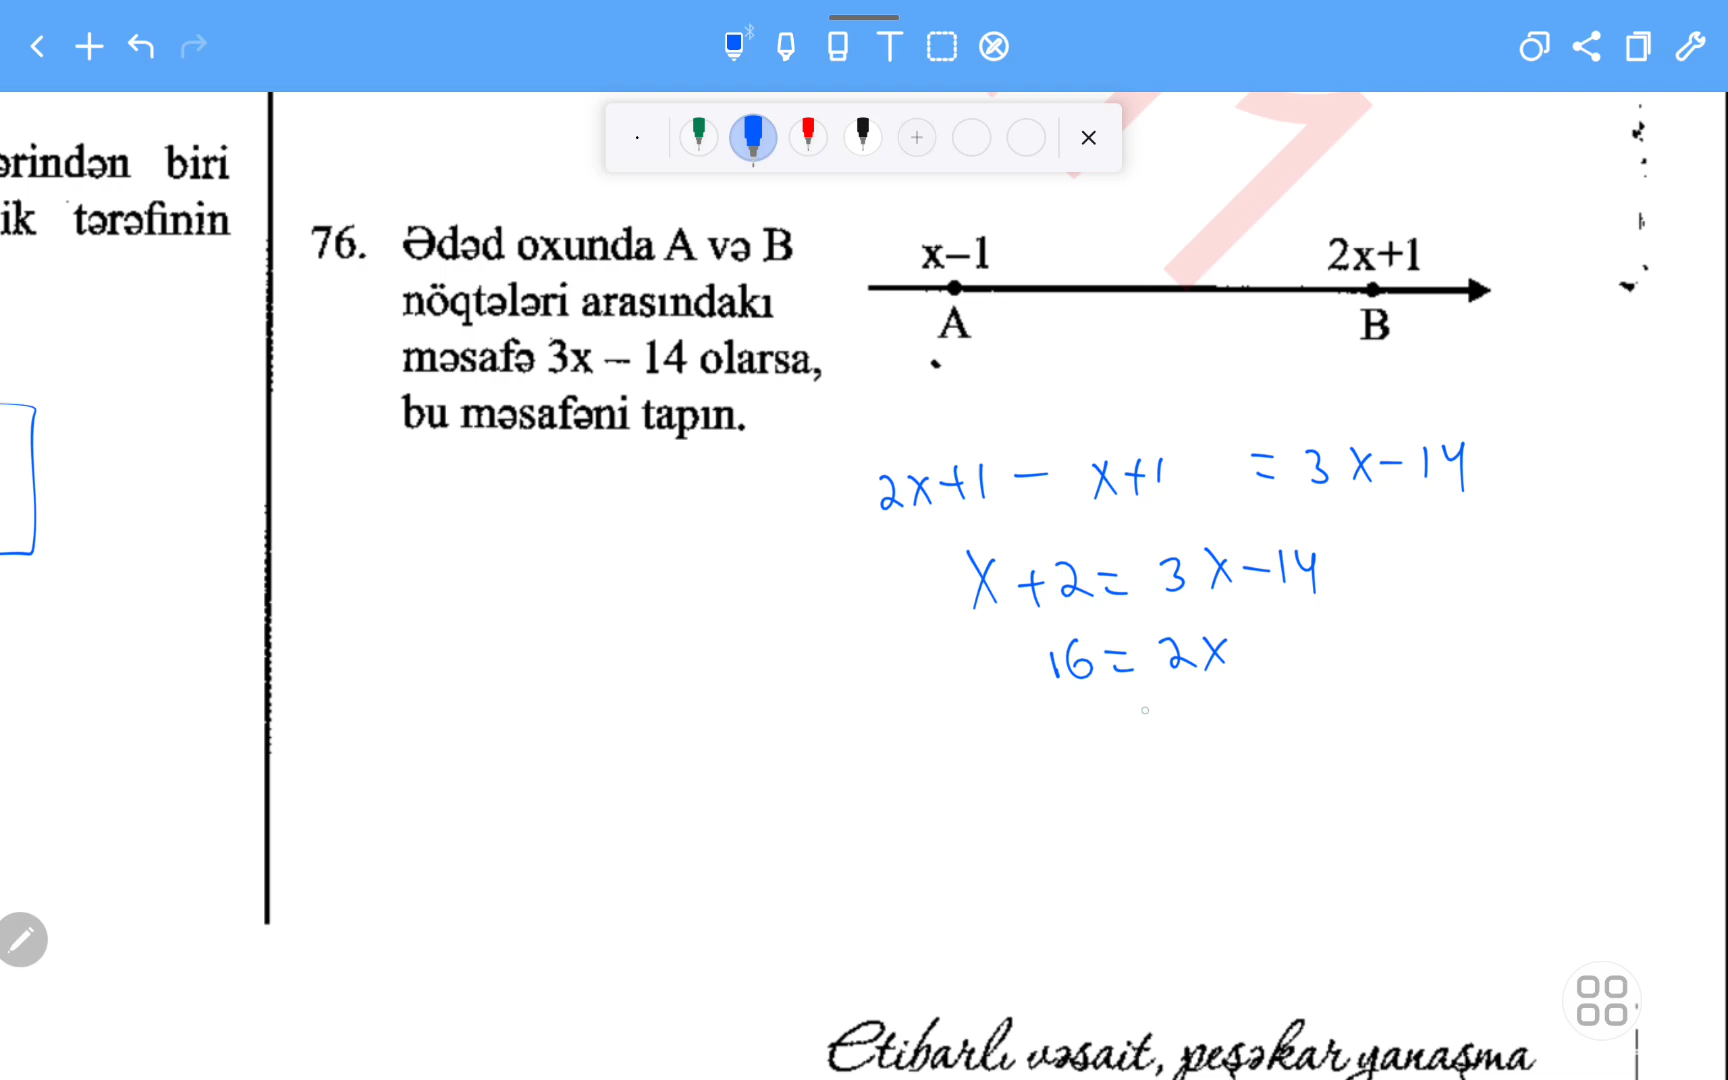 ərindən biri
ik tərəfinin
76. Ədəd oxunda A və B
nöqtələri arasındakı
məsafə 3x – 14 olarsa,
bu məsafəni tapın.
x–1 2x+1
A B
2x+1 – x+1 = 3x-14
x+2= 3x-14
16= 2x
Etibarlı vəsait, peşəkar yanaşma